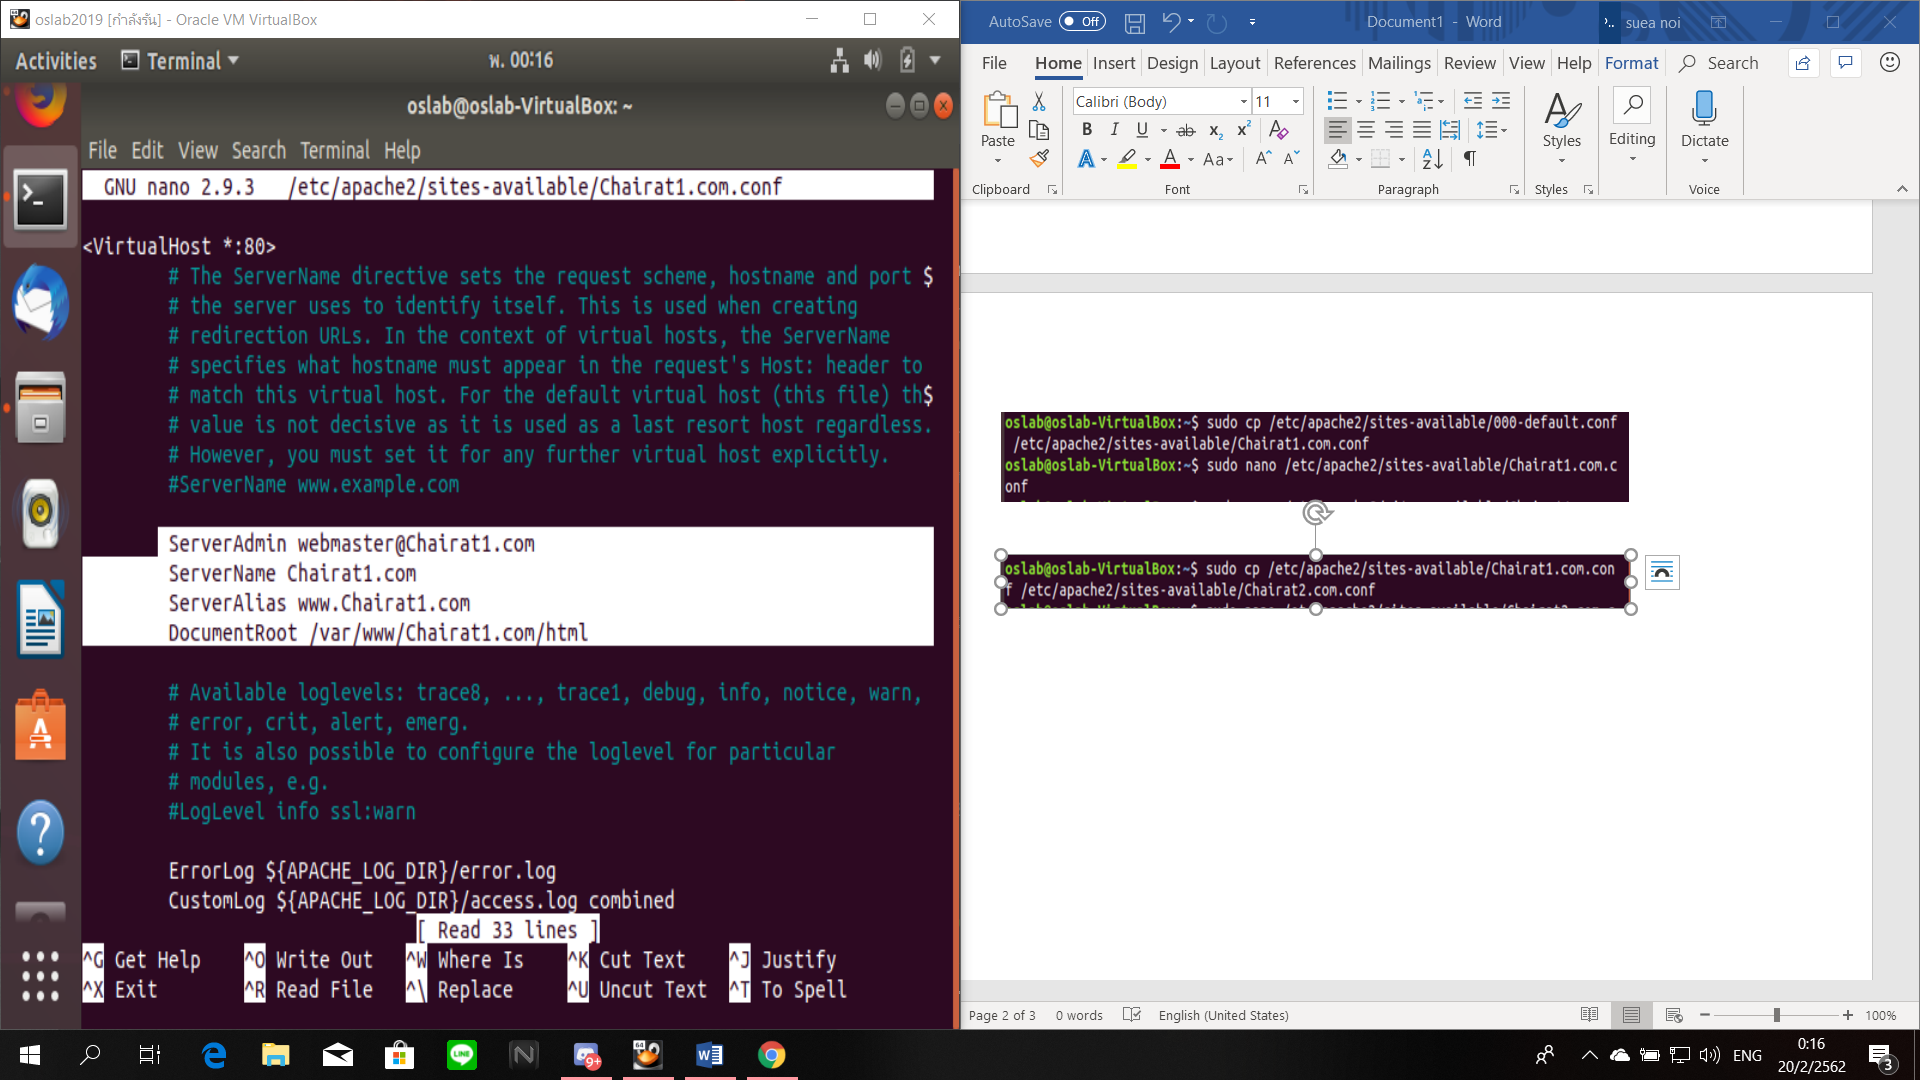 oslab2019 [กำลังรัน] - Oracle VM VirtualBox
Activities
Terminal
พ. 00:16
oslab@oslab-VirtualBox: ~
File Edit View Search Terminal Help
GNU nano 2.9.3 /etc/apache2/sites-available/Chairat1.com.conf
<VirtualHost *:80>
# The ServerName directive sets the request scheme, hostname and port $
# the server uses to identify itself. This is used when creating
# redirection URLs. In the context of virtual hosts, the ServerName
# specifies what hostname must appear in the request's Host: header to
# match this virtual host. For the default virtual host (this file) th$
# value is not decisive as it is used as a last resort host regardless.
# However, you must set it for any further virtual host explicitly.
#ServerName www.example.com
ServerAdmin webmaster@Chairat1.com
ServerName Chairat1.com
ServerAlias www.Chairat1.com
DocumentRoot /var/www/Chairat1.com/html
# Available loglevels: trace8, ..., trace1, debug, info, notice, warn,
# error, crit, alert, emerg.
# It is also possible to configure the loglevel for particular
# modules, e.g.
#LogLevel info ssl:warn
ErrorLog ${APACHE_LOG_DIR}/error.log
CustomLog ${APACHE_LOG_DIR}/access.log combined
[ Read 33 lines ]
^G Get Help ^O Write Out ^W Where Is ^K Cut Text ^J Justify
^X Exit ^R Read File ^\ Replace ^U Uncut Text ^T To Spell
AutoSave Off
Document1 - Word
suea noi
File Home Insert Design Layout References Mailings Review View Help Format Search
Paste
Clipboard
Calibri (Body) 11
Font
Paragraph
Styles
Styles
Editing
Dictate
Voice
oslab@oslab-VirtualBox:~$ sudo cp /etc/apache2/sites-available/000-default.conf
/etc/apache2/sites-available/Chairat1.com.conf
oslab@oslab-VirtualBox:~$ sudo nano /etc/apache2/sites-available/Chairat1.com.c
onf
oslab@oslab-VirtualBox:~$ sudo cp /etc/apache2/sites-available/Chairat1.com.con
f /etc/apache2/sites-available/Chairat2.com.conf
Page 2 of 3
0 words
English (United States)
100%
9+
ENG
0:16
20/2/2562
3